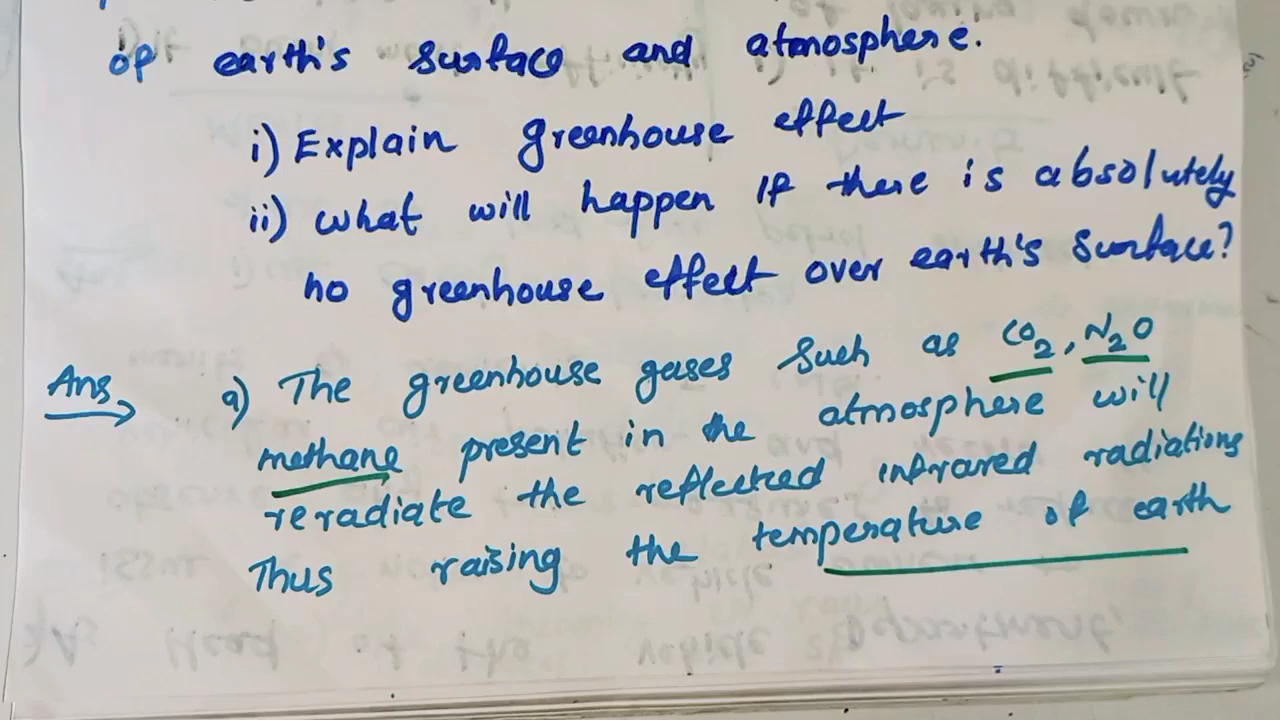 of earth's surface and atmosphere.
i) Explain greenhouse effect
ii) what will happen if there is absolutely
no greenhouse effect over earth's surface?
Ans a) The greenhouse gases such as CO2, N2O
methane present in the atmosphere will
reradiate the reflected infrared radiations
Thus raising the temperature of earth